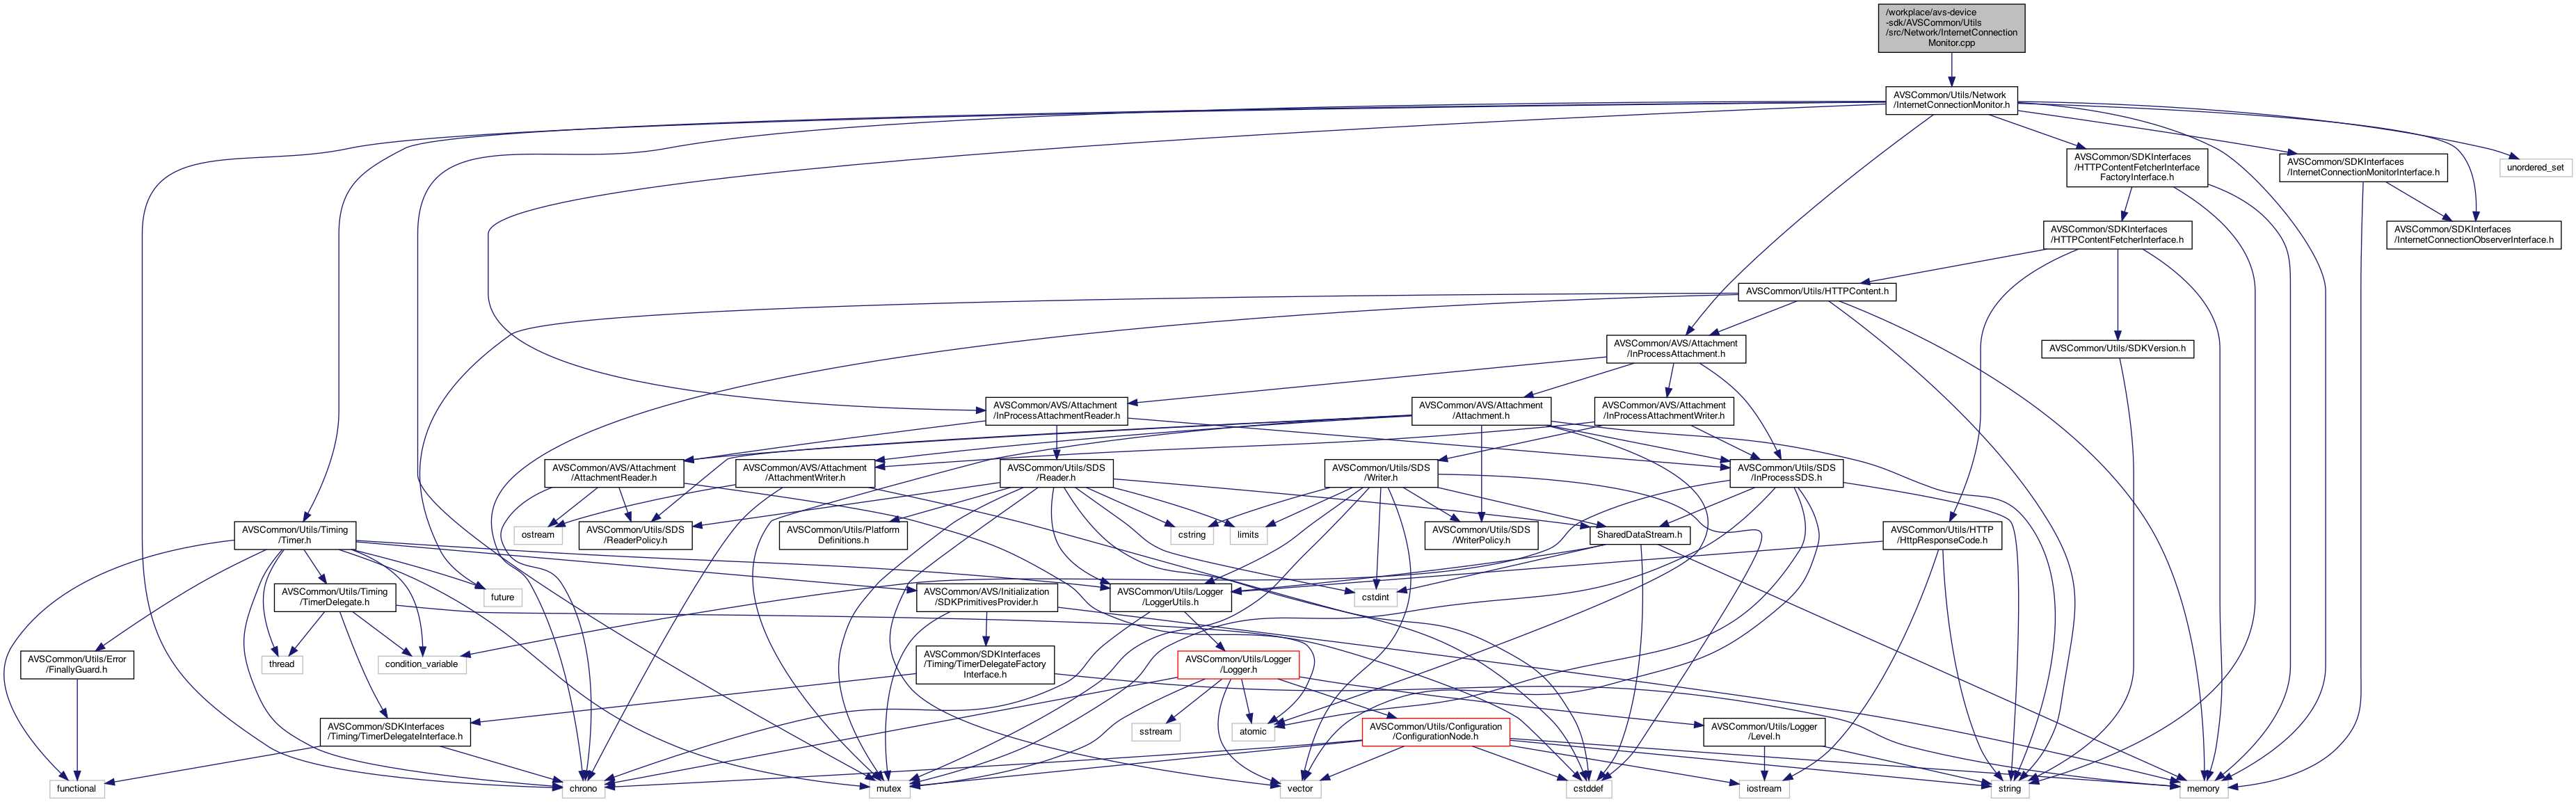 /workplace/avs-device
-sdk/AVSCommon/Utils
/src/Network/InternetConnection
Monitor.cpp
AVSCommon/Utils/Network
/InternetConnectionMonitor.h
AVSCommon/SDKInterfaces
/HTTPContentFetcherInterface
FactoryInterface.h
AVSCommon/SDKInterfaces
/InternetConnectionMonitorInterface.h
unordered_set
AVSCommon/SDKInterfaces
/HTTPContentFetcherInterface.h
AVSCommon/SDKInterfaces
/InternetConnectionObserverInterface.h
AVSCommon/Utils/HTTPContent.h
AVSCommon/AVS/Attachment
/InProcessAttachment.h
AVSCommon/Utils/SDKVersion.h
AVSCommon/AVS/Attachment
/InProcessAttachmentReader.h
AVSCommon/AVS/Attachment
/Attachment.h
AVSCommon/AVS/Attachment
/InProcessAttachmentWriter.h
AVSCommon/AVS/Attachment
/AttachmentReader.h
AVSCommon/AVS/Attachment
/AttachmentWriter.h
AVSCommon/Utils/SDS
/Reader.h
AVSCommon/Utils/SDS
/Writer.h
AVSCommon/Utils/SDS
/InProcessSDS.h
AVSCommon/Utils/Timing
/Timer.h
ostream
AVSCommon/Utils/SDS
/ReaderPolicy.h
AVSCommon/Utils/Platform
Definitions.h
cstring
limits
AVSCommon/Utils/SDS
/WriterPolicy.h
SharedDataStream.h
AVSCommon/Utils/HTTP
/HttpResponseCode.h
AVSCommon/Utils/Timing
/TimerDelegate.h
future
AVSCommon/AVS/Initialization
/SDKPrimitivesProvider.h
AVSCommon/Utils/Logger
/LoggerUtils.h
cstdint
AVSCommon/Utils/Error
/FinallyGuard.h
thread
condition_variable
AVSCommon/SDKInterfaces
/Timing/TimerDelegateFactory
Interface.h
AVSCommon/Utils/Logger
/Logger.h
AVSCommon/SDKInterfaces
/Timing/TimerDelegateInterface.h
sstream
atomic
AVSCommon/Utils/Configuration
/ConfigurationNode.h
AVSCommon/Utils/Logger
/Level.h
functional
chrono
mutex
vector
cstddef
iostream
string
memory